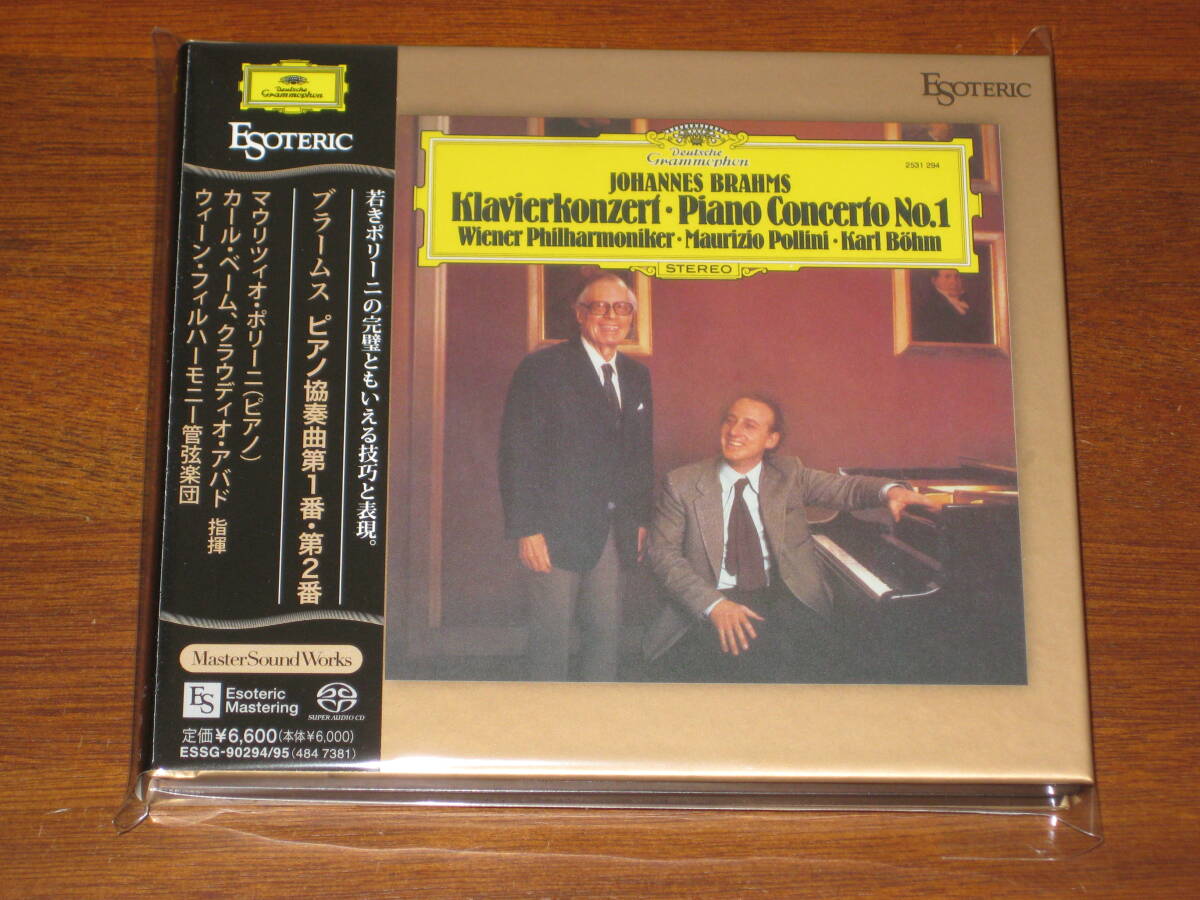 Deutsche
Grammophon
ESOTERIC
若きポリーニの完璧ともいえる技巧と表現。
ブラームス ピアノ協奏曲第1番・第2番
マウリツィオ・ポリーニ(ピアノ)
カール・ベーム、クラウディオ・アバド 指揮
ウィーン・フィルハーモニー管弦楽団
MasterSoundWorks
ES
Esoteric
Mastering
SUPER AUDIO CD
定価¥6,600(本体¥6,000)
ESSG-90294/95(484 7381)
ESOTERIC
Deutsche
Grammophon
2531 294
JOHANNES BRAHMS
Klavierkonzert・Piano Concerto No.1
Wiener Philharmoniker・Maurizio Pollini・Karl Böhm
STEREO